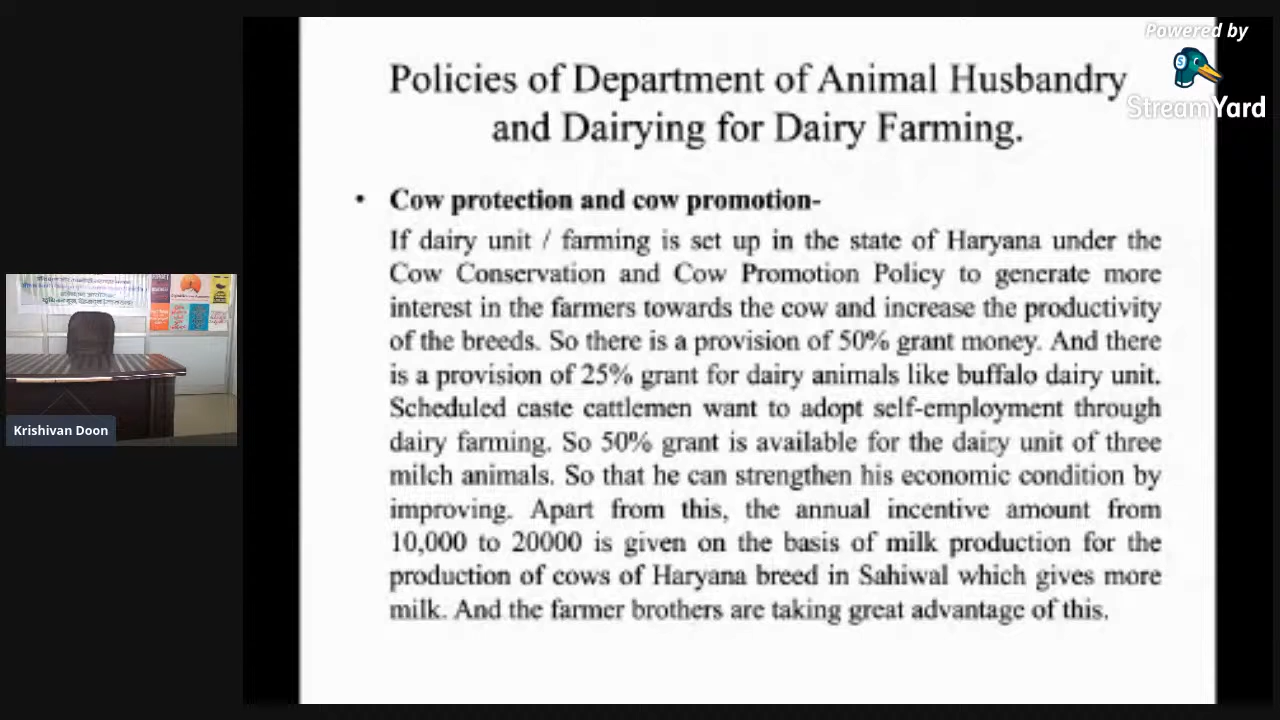 Powered by
StreamYard
Policies of Department of Animal Husbandry
and Dairying for Dairy Farming.
• Cow protection and cow promotion-
If dairy unit / farming is set up in the state of Haryana under the
Cow Conservation and Cow Promotion Policy to generate more
interest in the farmers towards the cow and increase the productivity
of the breeds. So there is a provision of 50% grant money. And there
is a provision of 25% grant for dairy animals like buffalo dairy unit.
Scheduled caste cattlemen want to adopt self-employment through
dairy farming. So 50% grant is available for the dairy unit of three
milch animals. So that he can strengthen his economic condition by
improving. Apart from this, the annual incentive amount from
10,000 to 20000 is given on the basis of milk production for the
production of cows of Haryana breed in Sahiwal which gives more
milk. And the farmer brothers are taking great advantage of this.
Krishivan Doon